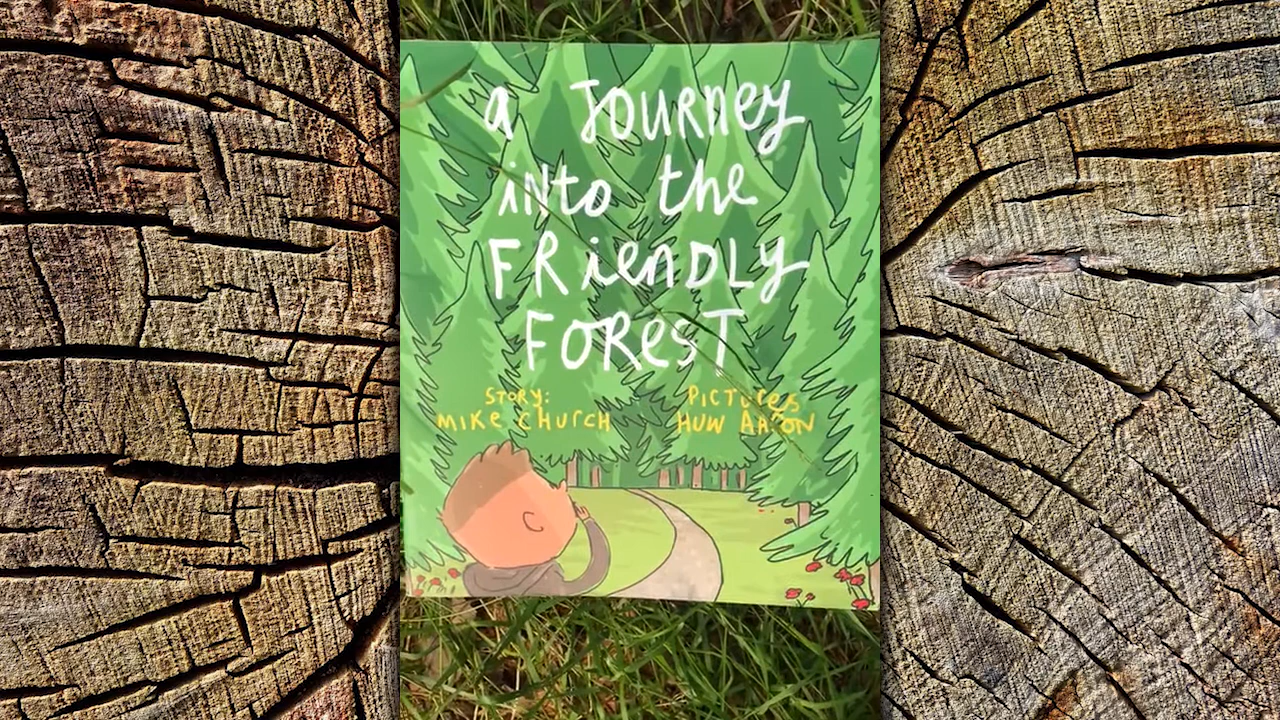 a JOURNEY
iNto the
FRienDLy
FOResT
STORY:
MIKE CHURCH
PICTURES
HUW AARON